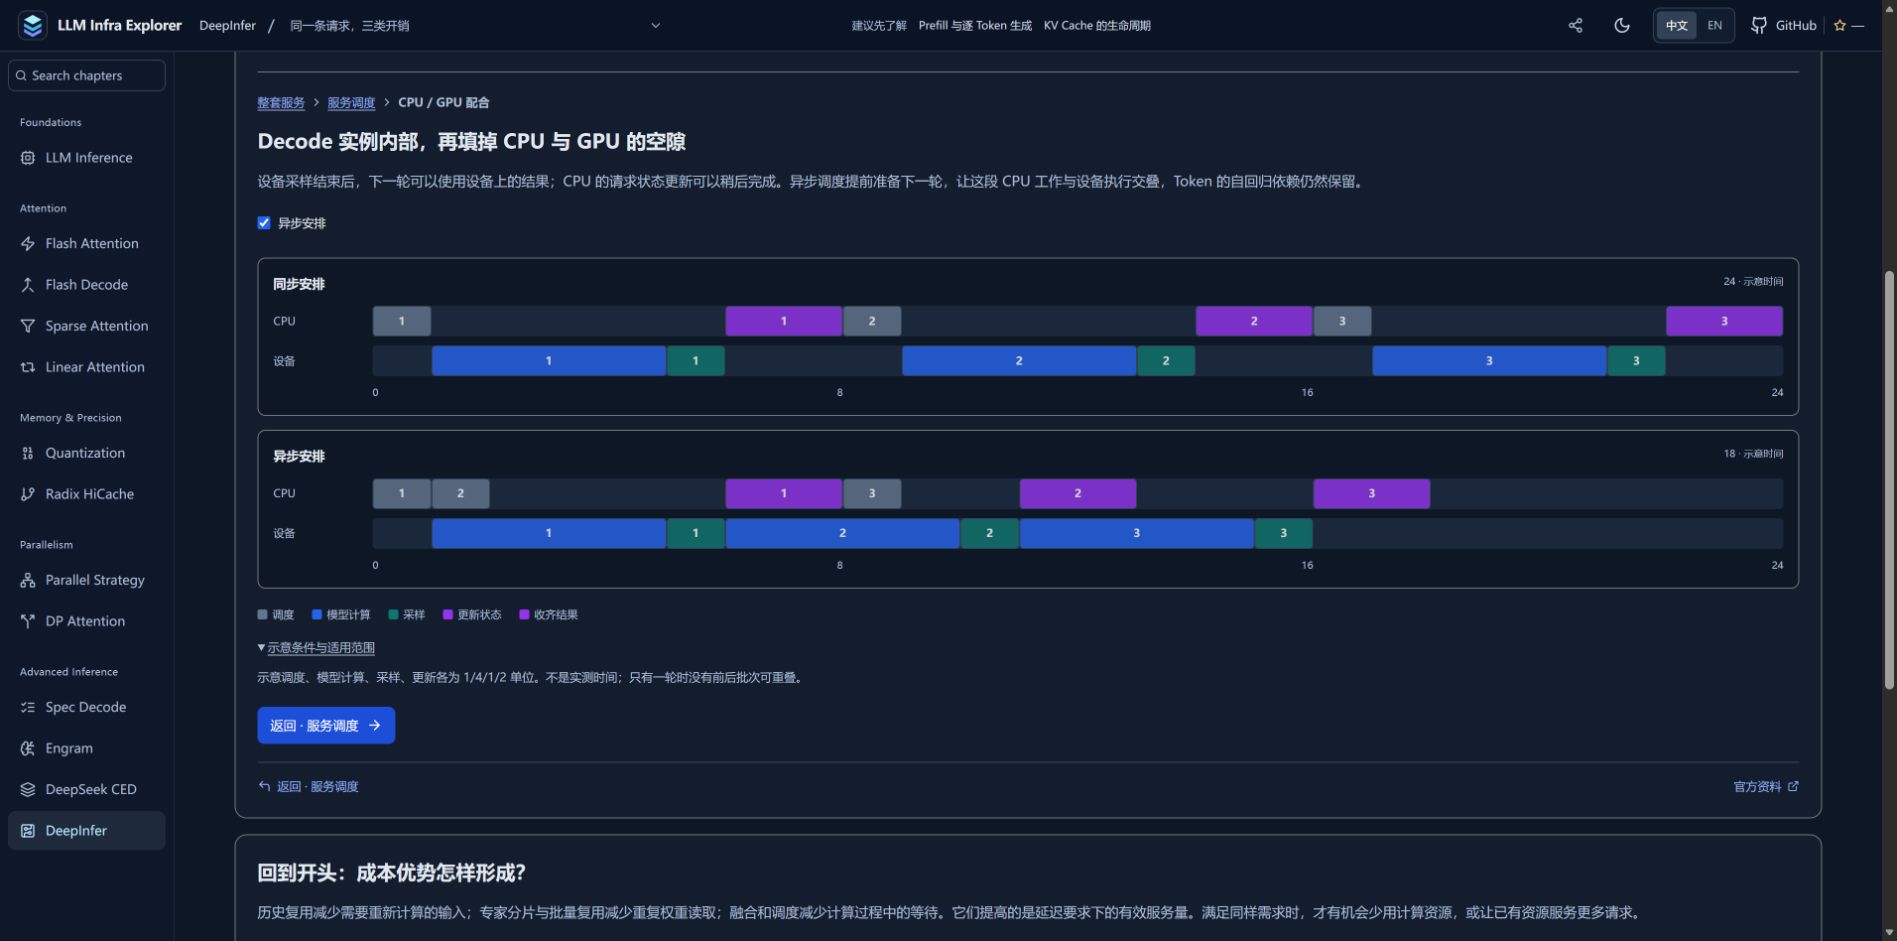 LLM Infra Explorer
DeepInfer / 同一条请求，三类开销
建议先了解 Prefill 与逐 Token 生成 KV Cache 的生命周期
中文 EN
GitHub
Search chapters
Foundations
LLM Inference
Attention
Flash Attention
Flash Decode
Sparse Attention
Linear Attention
Memory & Precision
Quantization
Radix HiCache
Parallelism
Parallel Strategy
DP Attention
Advanced Inference
Spec Decode
Engram
DeepSeek CED
DeepInfer
整套服务 > 服务调度 > CPU / GPU 配合
Decode 实例内部，再填掉 CPU 与 GPU 的空隙
设备采样结束后，下一轮可以使用设备上的结果；CPU 的请求状态更新可以稍后完成。异步调度提前准备下一轮，让这段 CPU 工作与设备执行交叠，Token 的自回归依赖仍然保留。
异步安排
同步安排
24 · 示意时间
CPU 1 1 2 2 3 3
设备 1 1 2 2 3 3
0 8 16 24
异步安排
18 · 示意时间
CPU 1 2 1 3 2 3
设备 1 1 2 2 3 3
0 8 16 24
调度 模型计算 采样 更新状态 收齐结果
示意条件与适用范围
示意调度、模型计算、采样、更新各为 1/4/1/2 单位。不是实测时间；只有一轮时没有前后批次可重叠。
返回 · 服务调度 →
返回 · 服务调度
官方资料
回到开头：成本优势怎样形成？
历史复用减少需要重新计算的输入；专家分片与批量复用减少重复权重读取；融合和调度减少计算过程中的等待。它们提高的是延迟要求下的有效服务量。满足同样需求时，才有机会少用计算资源，或让已有资源服务更多请求。